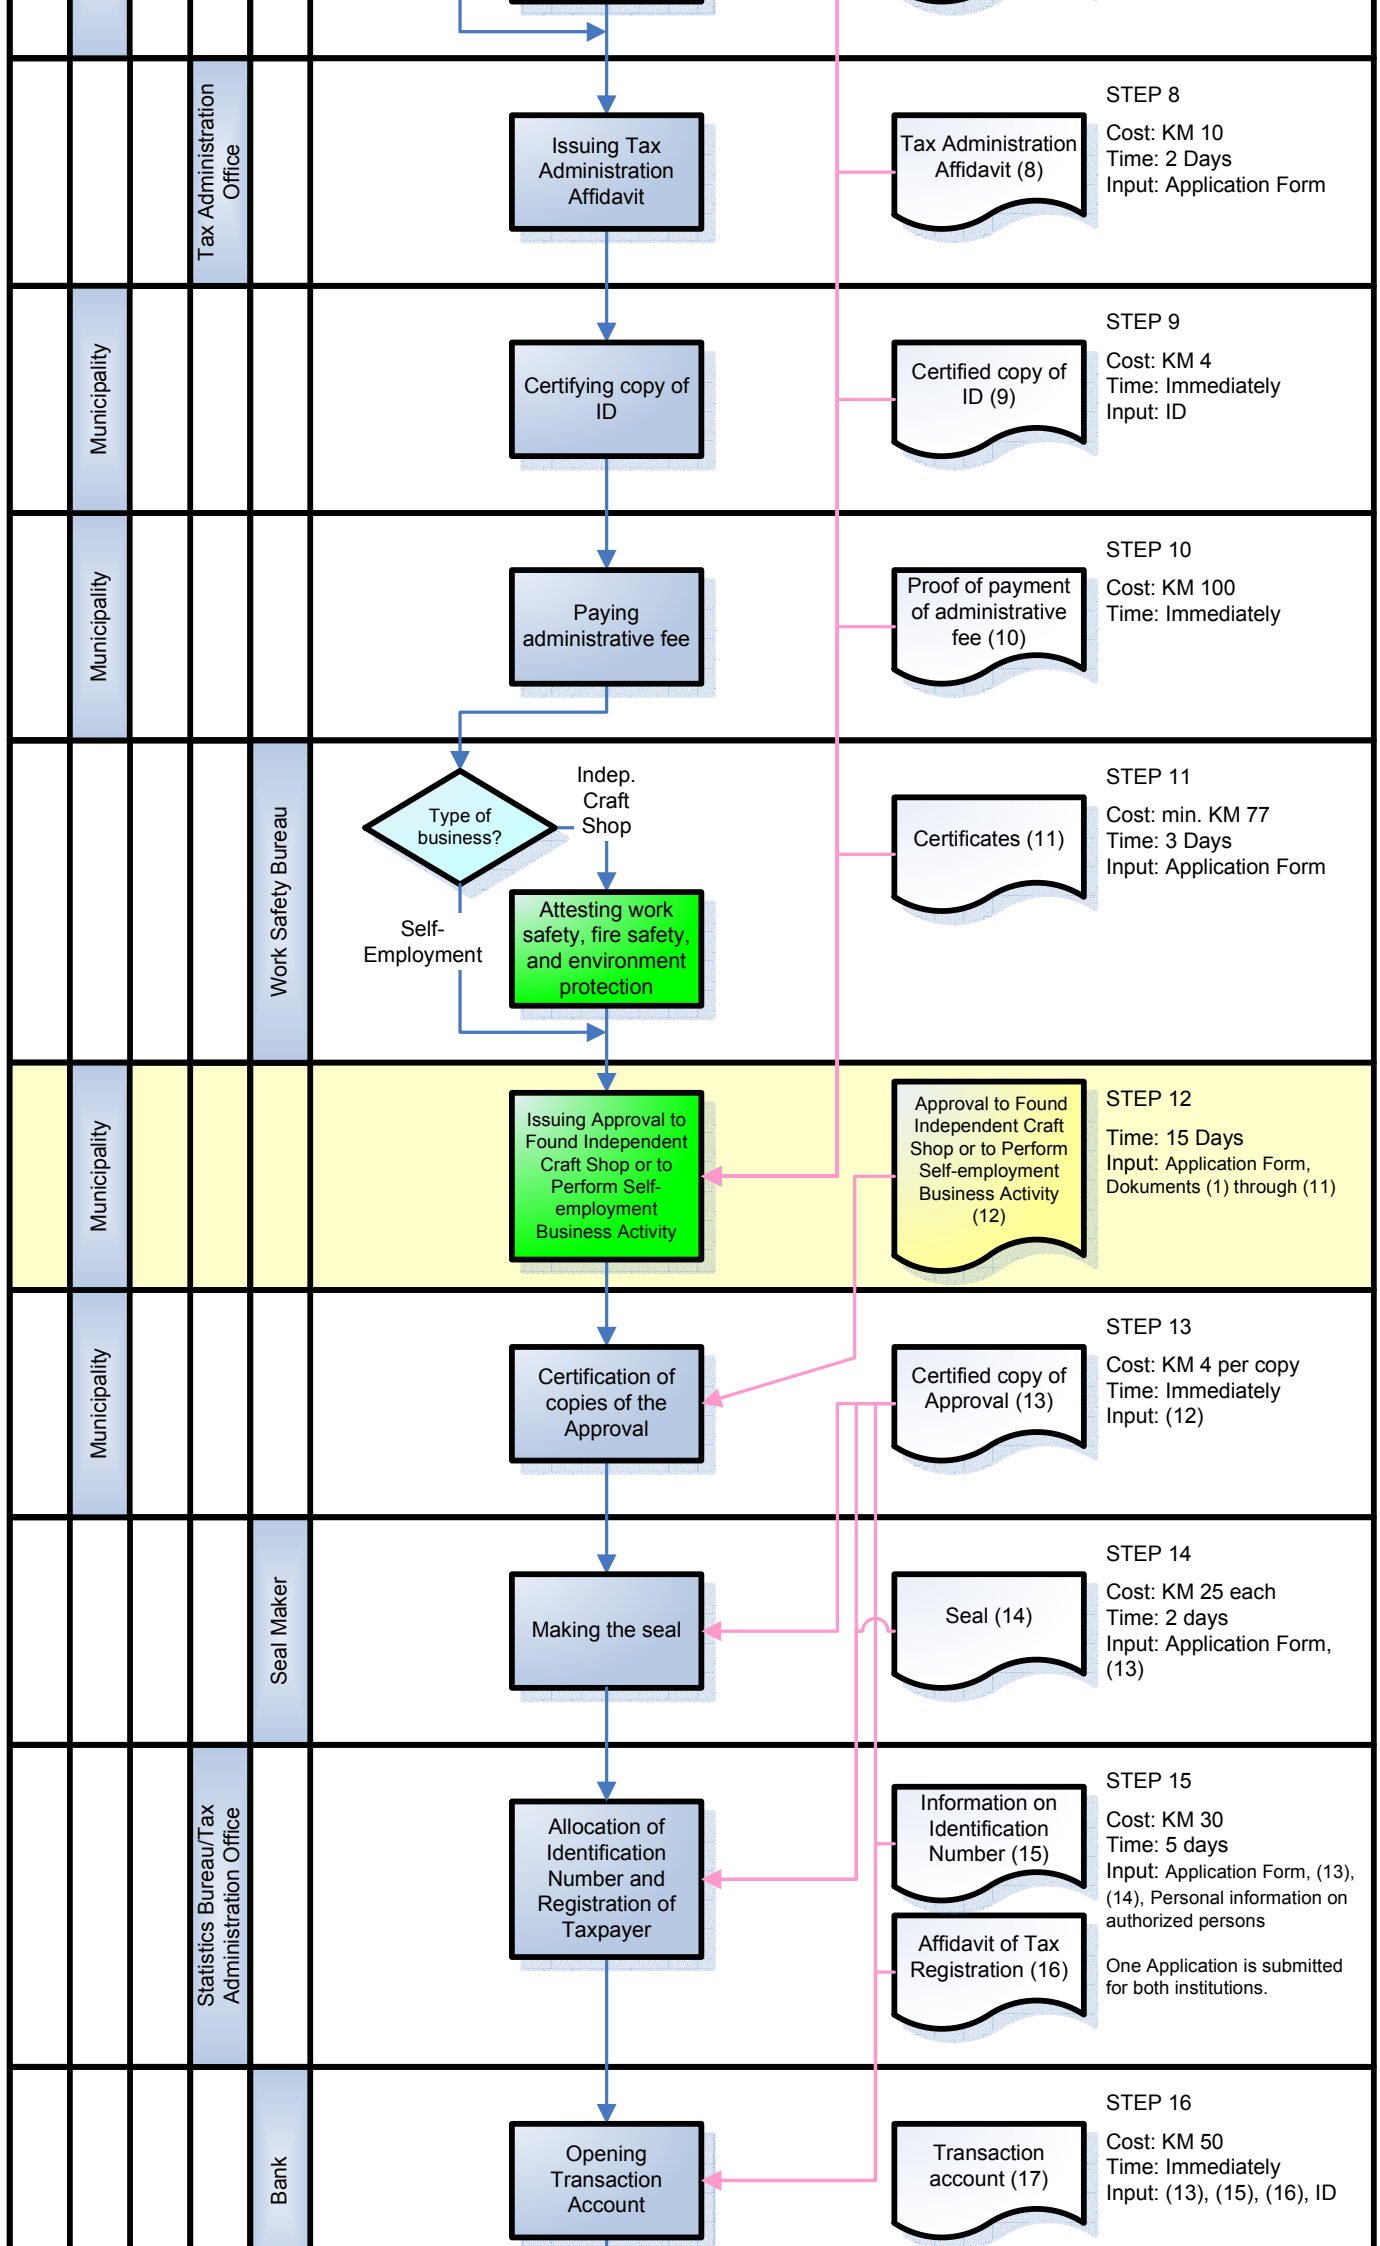 Tax Administration
Office
Issuing Tax
Administration
Affidavit
Tax Administration
Affidavit (8)
STEP 8
Cost: KM 10
Time: 2 Days
Input: Application Form
Municipality
Certifying copy of
ID
Certified copy of
ID (9)
STEP 9
Cost: KM 4
Time: Immediately
Input: ID
Municipality
Paying
administrative fee
Proof of payment
of administrative
fee (10)
STEP 10
Cost: KM 100
Time: Immediately
Work Safety Bureau
Type of
business?
Indep.
Craft
Shop
Self-
Employment
Attesting work
safety, fire safety,
and environment
protection
Certificates (11)
STEP 11
Cost: min. KM 77
Time: 3 Days
Input: Application Form
Municipality
Issuing Approval to
Found Independent
Craft Shop or to
Perform Self-
employment
Business Activity
Approval to Found
Independent Craft
Shop or to Perform
Self-employment
Business Activity
(12)
STEP 12
Time: 15 Days
Input: Application Form,
Dokuments (1) through (11)
Municipality
Certification of
copies of the
Approval
Certified copy of
Approval (13)
STEP 13
Cost: KM 4 per copy
Time: Immediately
Input: (12)
Seal Maker
Making the seal
Seal (14)
STEP 14
Cost: KM 25 each
Time: 2 days
Input: Application Form,
(13)
Statistics Bureau/Tax
Administration Office
Allocation of
Identification
Number and
Registration of
Taxpayer
Information on
Identification
Number (15)
Affidavit of Tax
Registration (16)
STEP 15
Cost: KM 30
Time: 5 days
Input: Application Form, (13),
(14), Personal information on
authorized persons
One Application is submitted
for both institutions.
Bank
Opening
Transaction
Account
Transaction
account (17)
STEP 16
Cost: KM 50
Time: Immediately
Input: (13), (15), (16), ID